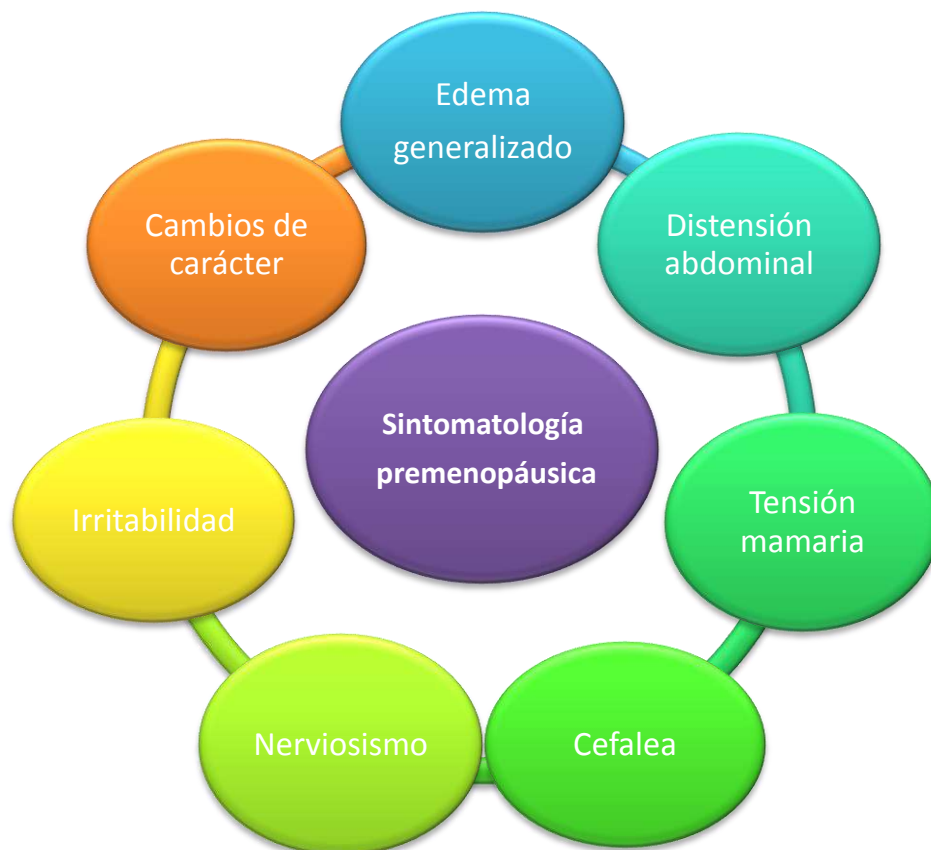 Edema
generalizado
Distensión
abdominal
Tensión
mamaria
Cefalea
Nerviosismo
Irritabilidad
Cambios de
carácter
Sintomatología
premenopáusica